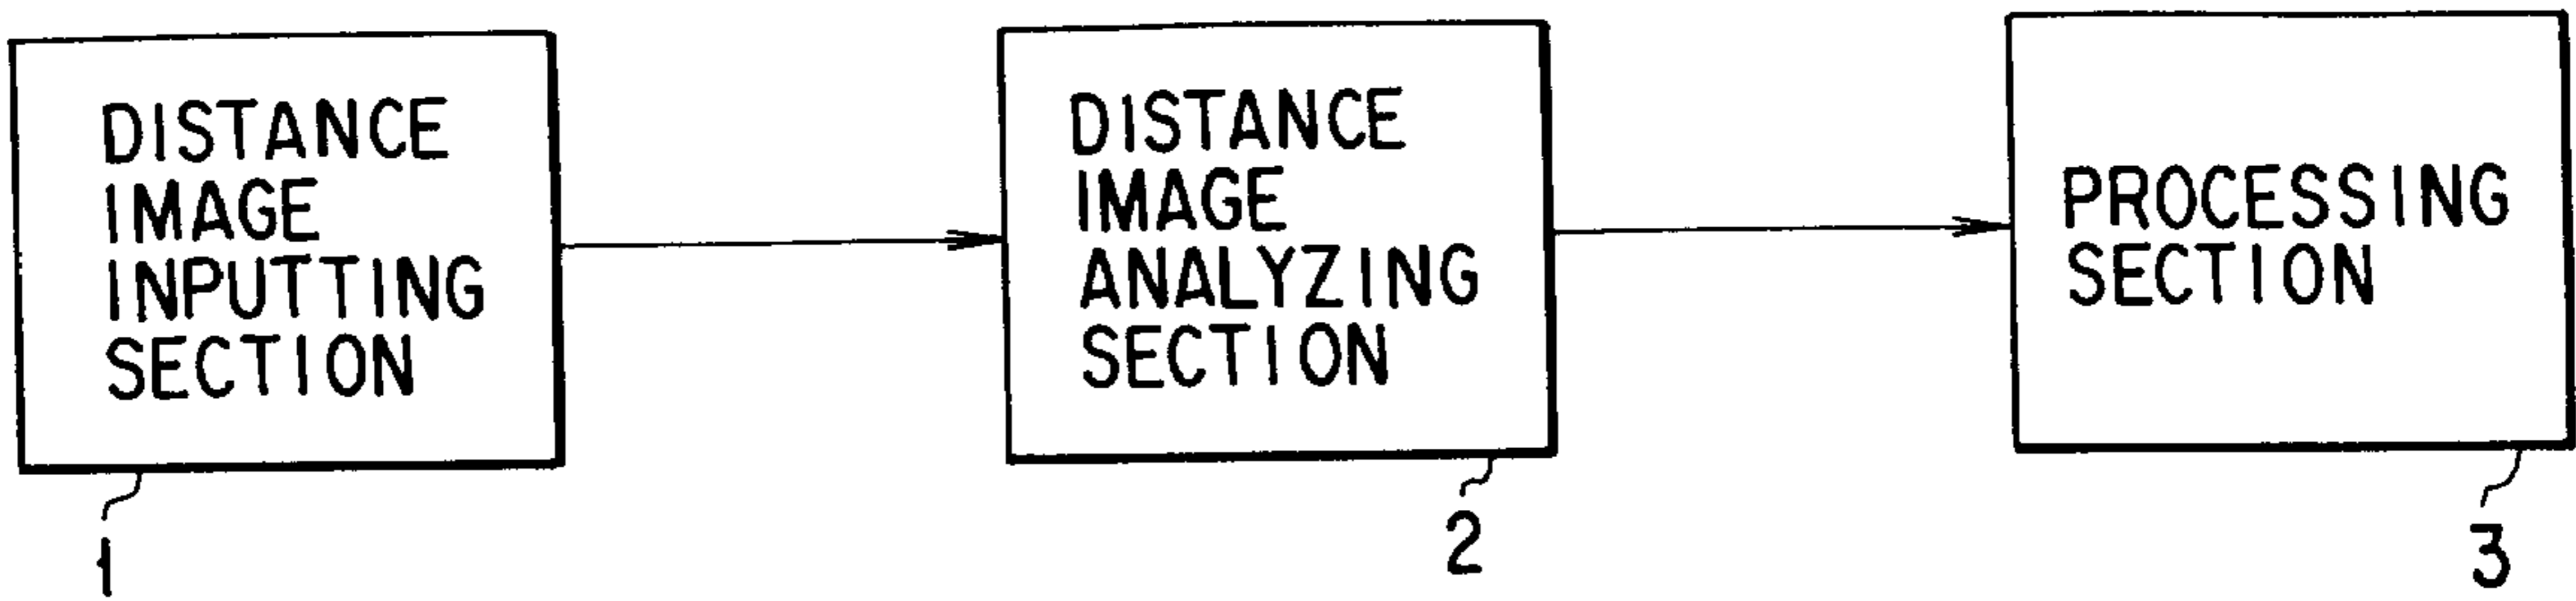 DISTANCE
IMAGE
INPUTTING
SECTION
1
DISTANCE
IMAGE
ANALYZING
SECTION
2
PROCESSING
SECTION
3